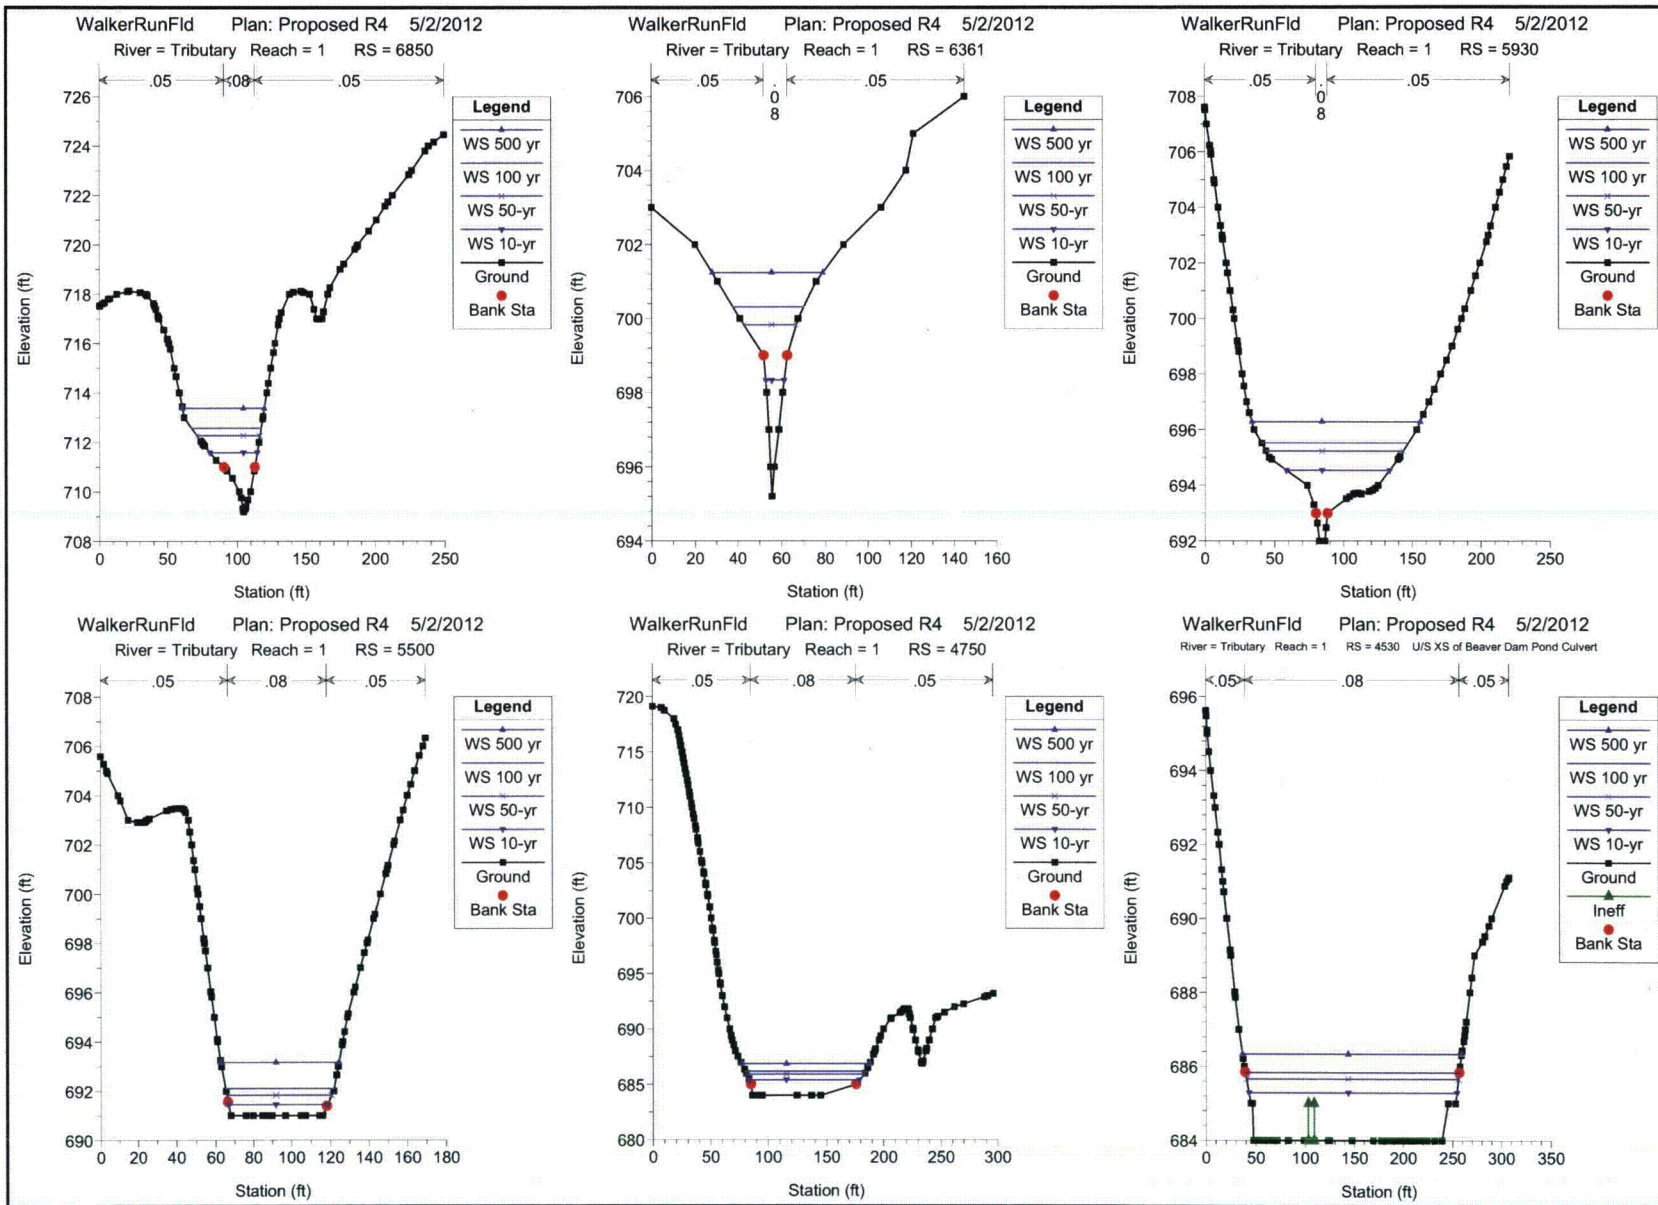 WalkerRunFld Plan: Proposed R4 5/2/2012
River = Tributary Reach = 1 RS = 6850
.05 .08 .05
Legend
WS 500 yr
WS 100 yr
WS 50-yr
WS 10-yr
Ground
Bank Sta
Elevation (ft)
726
724
722
720
718
716
714
712
710
708
0 50 100 150 200 250
Station (ft)
WalkerRunFld Plan: Proposed R4 5/2/2012
River = Tributary Reach = 1 RS = 6361
.05 .08 .05
Legend
WS 500 yr
WS 100 yr
WS 50-yr
WS 10-yr
Ground
Bank Sta
Elevation (ft)
706
704
702
700
698
696
694
0 20 40 60 80 100 120 140 160
Station (ft)
WalkerRunFld Plan: Proposed R4 5/2/2012
River = Tributary Reach = 1 RS = 5930
.05 .08 .05
Legend
WS 500 yr
WS 100 yr
WS 50-yr
WS 10-yr
Ground
Bank Sta
Elevation (ft)
708
706
704
702
700
698
696
694
692
0 50 100 150 200 250
Station (ft)
WalkerRunFld Plan: Proposed R4 5/2/2012
River = Tributary Reach = 1 RS = 5500
.05 .08 .05
Legend
WS 500 yr
WS 100 yr
WS 50-yr
WS 10-yr
Ground
Bank Sta
Elevation (ft)
708
706
704
702
700
698
696
694
692
690
0 20 40 60 80 100 120 140 160 180
Station (ft)
WalkerRunFld Plan: Proposed R4 5/2/2012
River = Tributary Reach = 1 RS = 4750
.05 .08 .05
Legend
WS 500 yr
WS 100 yr
WS 50-yr
WS 10-yr
Ground
Bank Sta
Elevation (ft)
720
715
710
705
700
695
690
685
680
0 50 100 150 200 250 300
Station (ft)
WalkerRunFld Plan: Proposed R4 5/2/2012
River = Tributary Reach = 1 RS = 4530 U/S XS of Beaver Dam Pond Culvert
.05 .08 .05
Legend
WS 500 yr
WS 100 yr
WS 50-yr
WS 10-yr
Ground
Ineff
Bank Sta
Elevation (ft)
696
694
692
690
688
686
684
0 50 100 150 200 250 300 350
Station (ft)